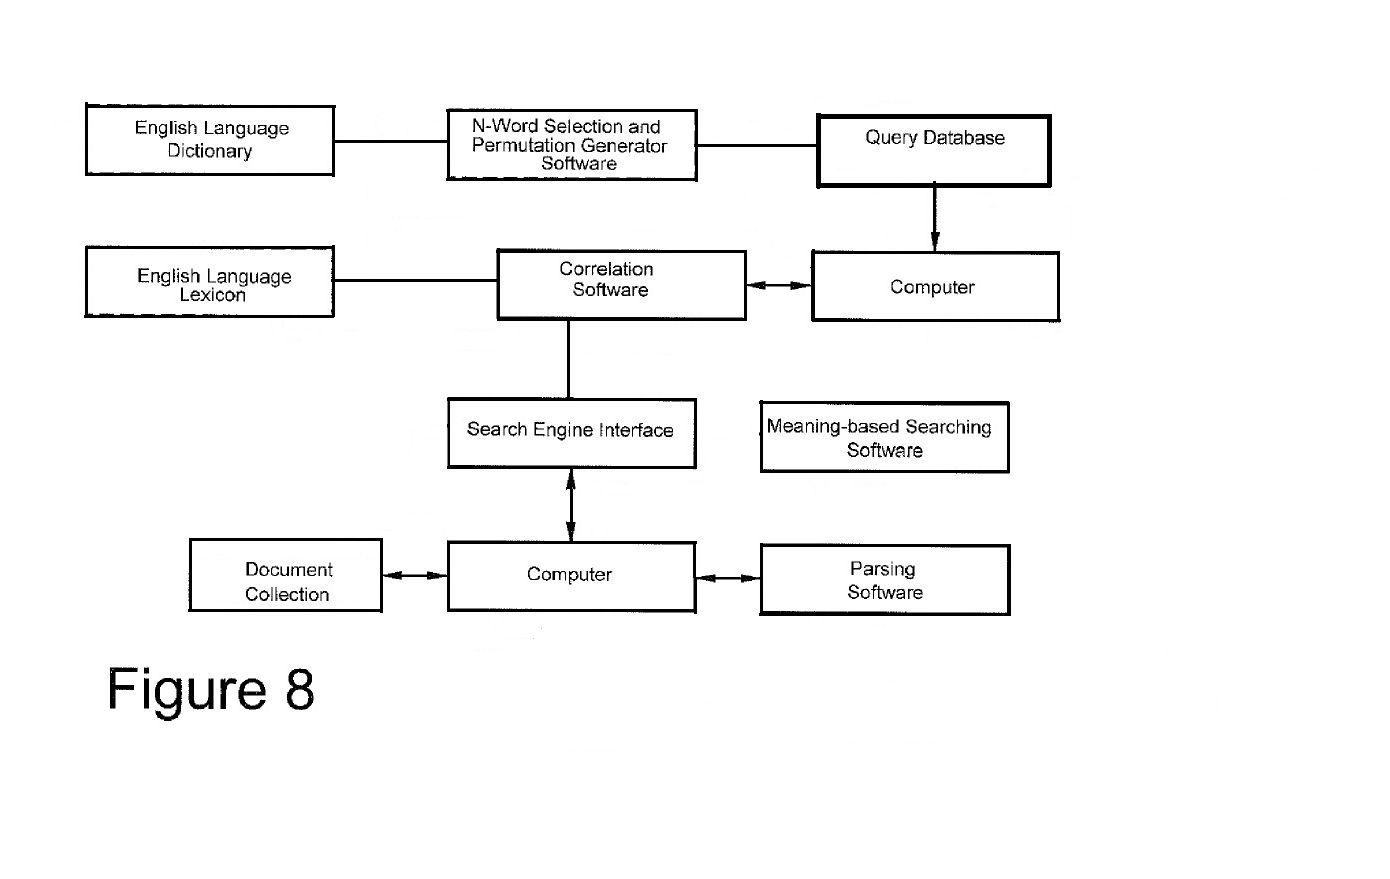 English Language
Dictionary
N-Word Selection and
Permutation Generator
Software
Query Database
English Language
Lexicon
Correlation
Software
Computer
Search Engine Interface
Meaning-based Searching
Software
Document
Collection
Computer
Parsing
Software
Figure 8